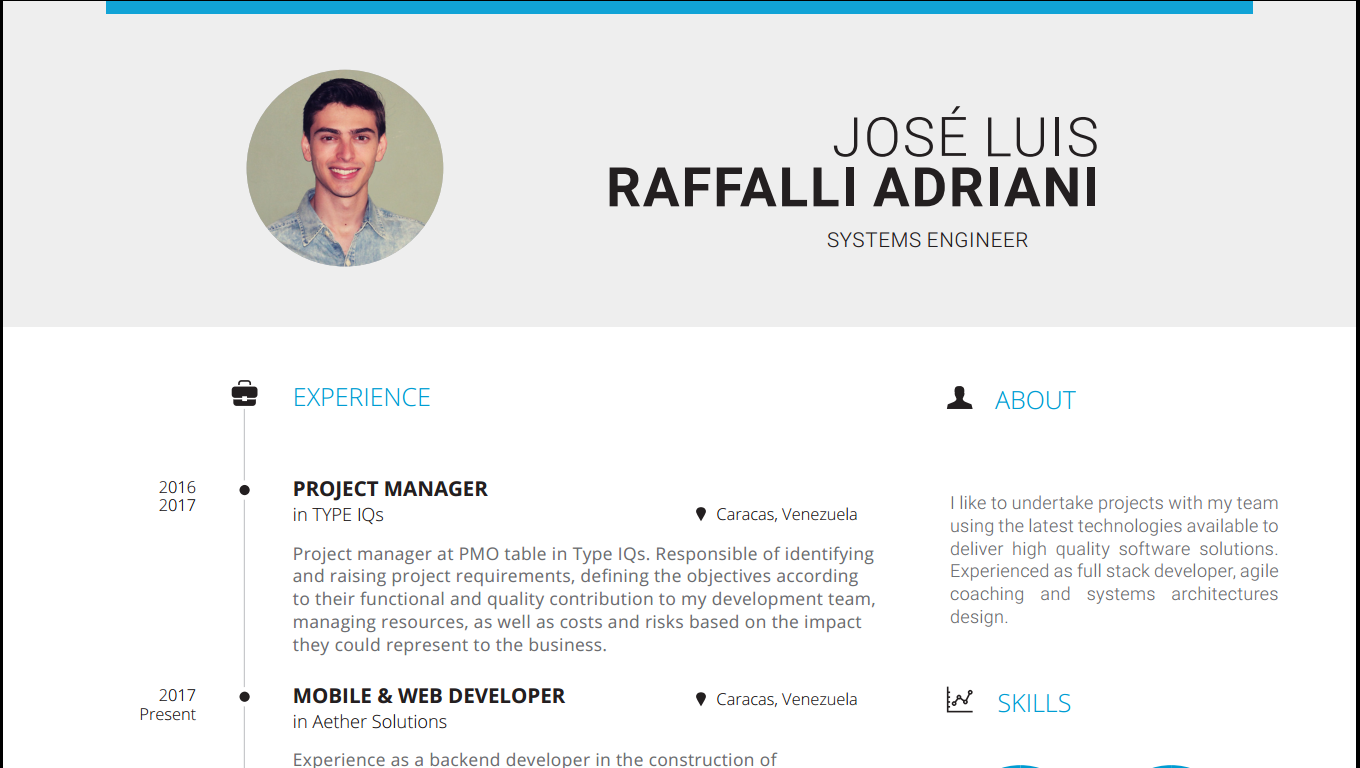 JOSÉ LUIS
RAFFALLI ADRIANI
SYSTEMS ENGINEER
EXPERIENCE
2016
2017
PROJECT MANAGER
in TYPE IQs
Caracas, Venezuela
Project manager at PMO table in Type IQs. Responsible of identifying
and raising project requirements, defining the objectives according
to their functional and quality contribution to my development team,
managing resources, as well as costs and risks based on the impact
they could represent to the business.
2017
Present
MOBILE & WEB DEVELOPER
in Aether Solutions
Caracas, Venezuela
Experience as a backend developer in the construction of
ABOUT
I like to undertake projects with my team
using the latest technologies available to
deliver high quality software solutions.
Experienced as full stack developer, agile
coaching and systems architectures
design.
SKILLS